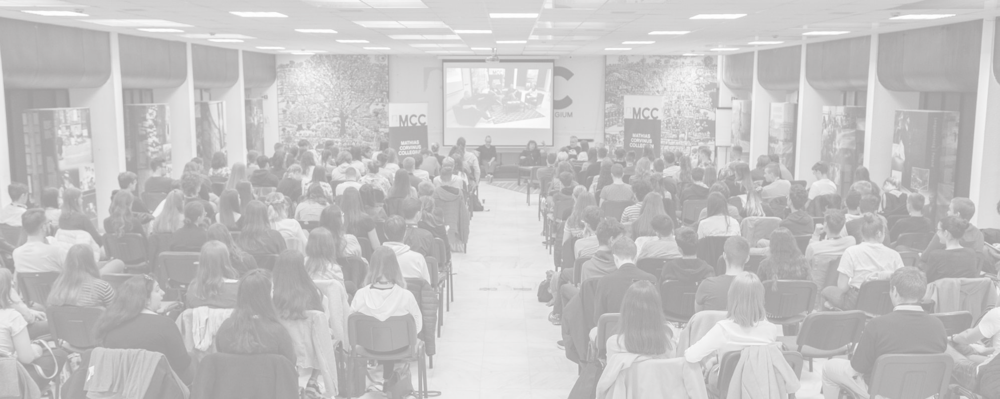 MCC
MATHIAS
CORVINUS
COLLEGIUM
C
GIUM
MCC
MCC
MATHIAS
CORVINUS
COLLEGIUM